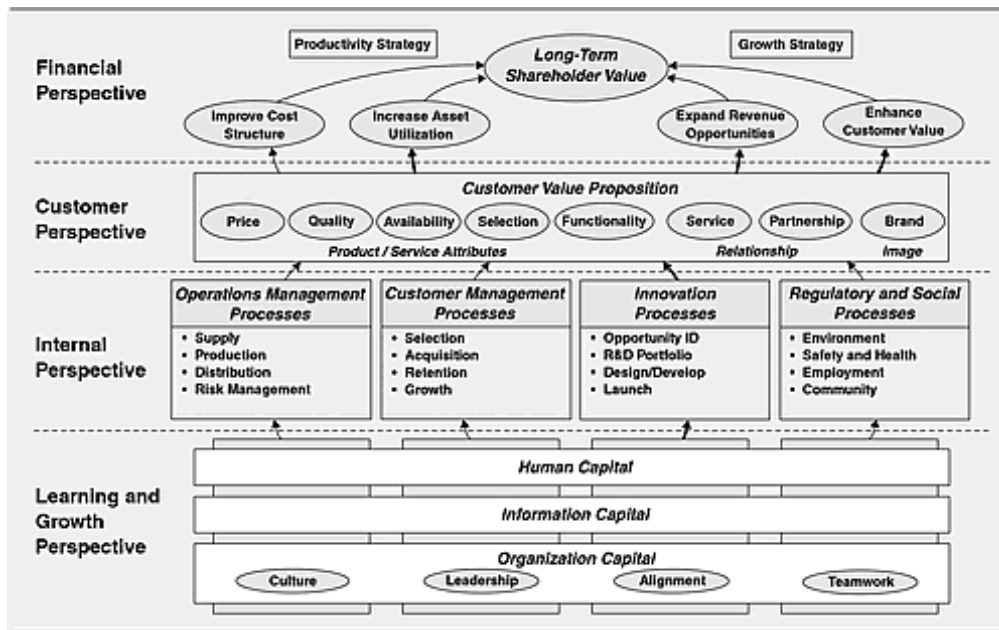 Productivity Strategy
Growth Strategy
Long-Term
Shareholder Value
Financial
Perspective
Improve Cost
Structure
Increase Asset
Utilization
Expand Revenue
Opportunities
Enhance
Customer Value
Customer
Perspective
Customer Value Proposition
Price
Quality
Availability
Selection
Functionality
Service
Partnership
Brand
Product / Service Attributes
Relationship
Image
Internal
Perspective
Operations Management
Processes
• Supply
• Production
• Distribution
• Risk Management
Customer Management
Processes
• Selection
• Acquisition
• Retention
• Growth
Innovation
Processes
• Opportunity ID
• R&D Portfolio
• Design/Develop
• Launch
Regulatory and Social
Processes
• Environment
• Safety and Health
• Employment
• Community
Learning and
Growth
Perspective
Human Capital
Information Capital
Organization Capital
Culture
Leadership
Alignment
Teamwork